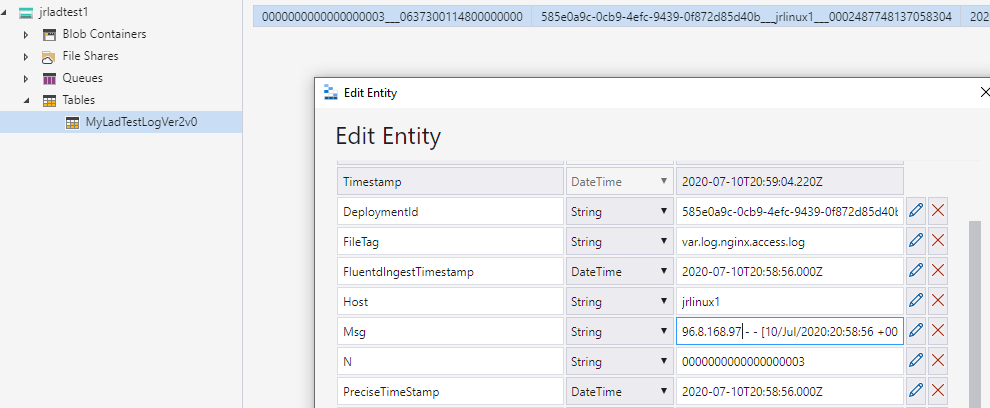 jrladtest1
Blob Containers
File Shares
Queues
Tables
MyLadTestLogVer2v0
0000000000000000003___0637300114800000000 585e0a9c-0cb9-4efc-9439-0f872d85d40b___jrlinux1___0002487748137058304 202
Edit Entity
Edit Entity
Timestamp DateTime 2020-07-10T20:59:04.220Z
DeploymentId String 585e0a9c-0cb9-4efc-9439-0f872d85d40b
FileTag String var.log.nginx.access.log
FluentdIngestTimestamp DateTime 2020-07-10T20:58:56.000Z
Host String jrlinux1
Msg String 96.8.168.97 - - [10/Jul/2020:20:58:56 +00
N String 0000000000000000003
PreciseTimeStamp DateTime 2020-07-10T20:58:56.000Z